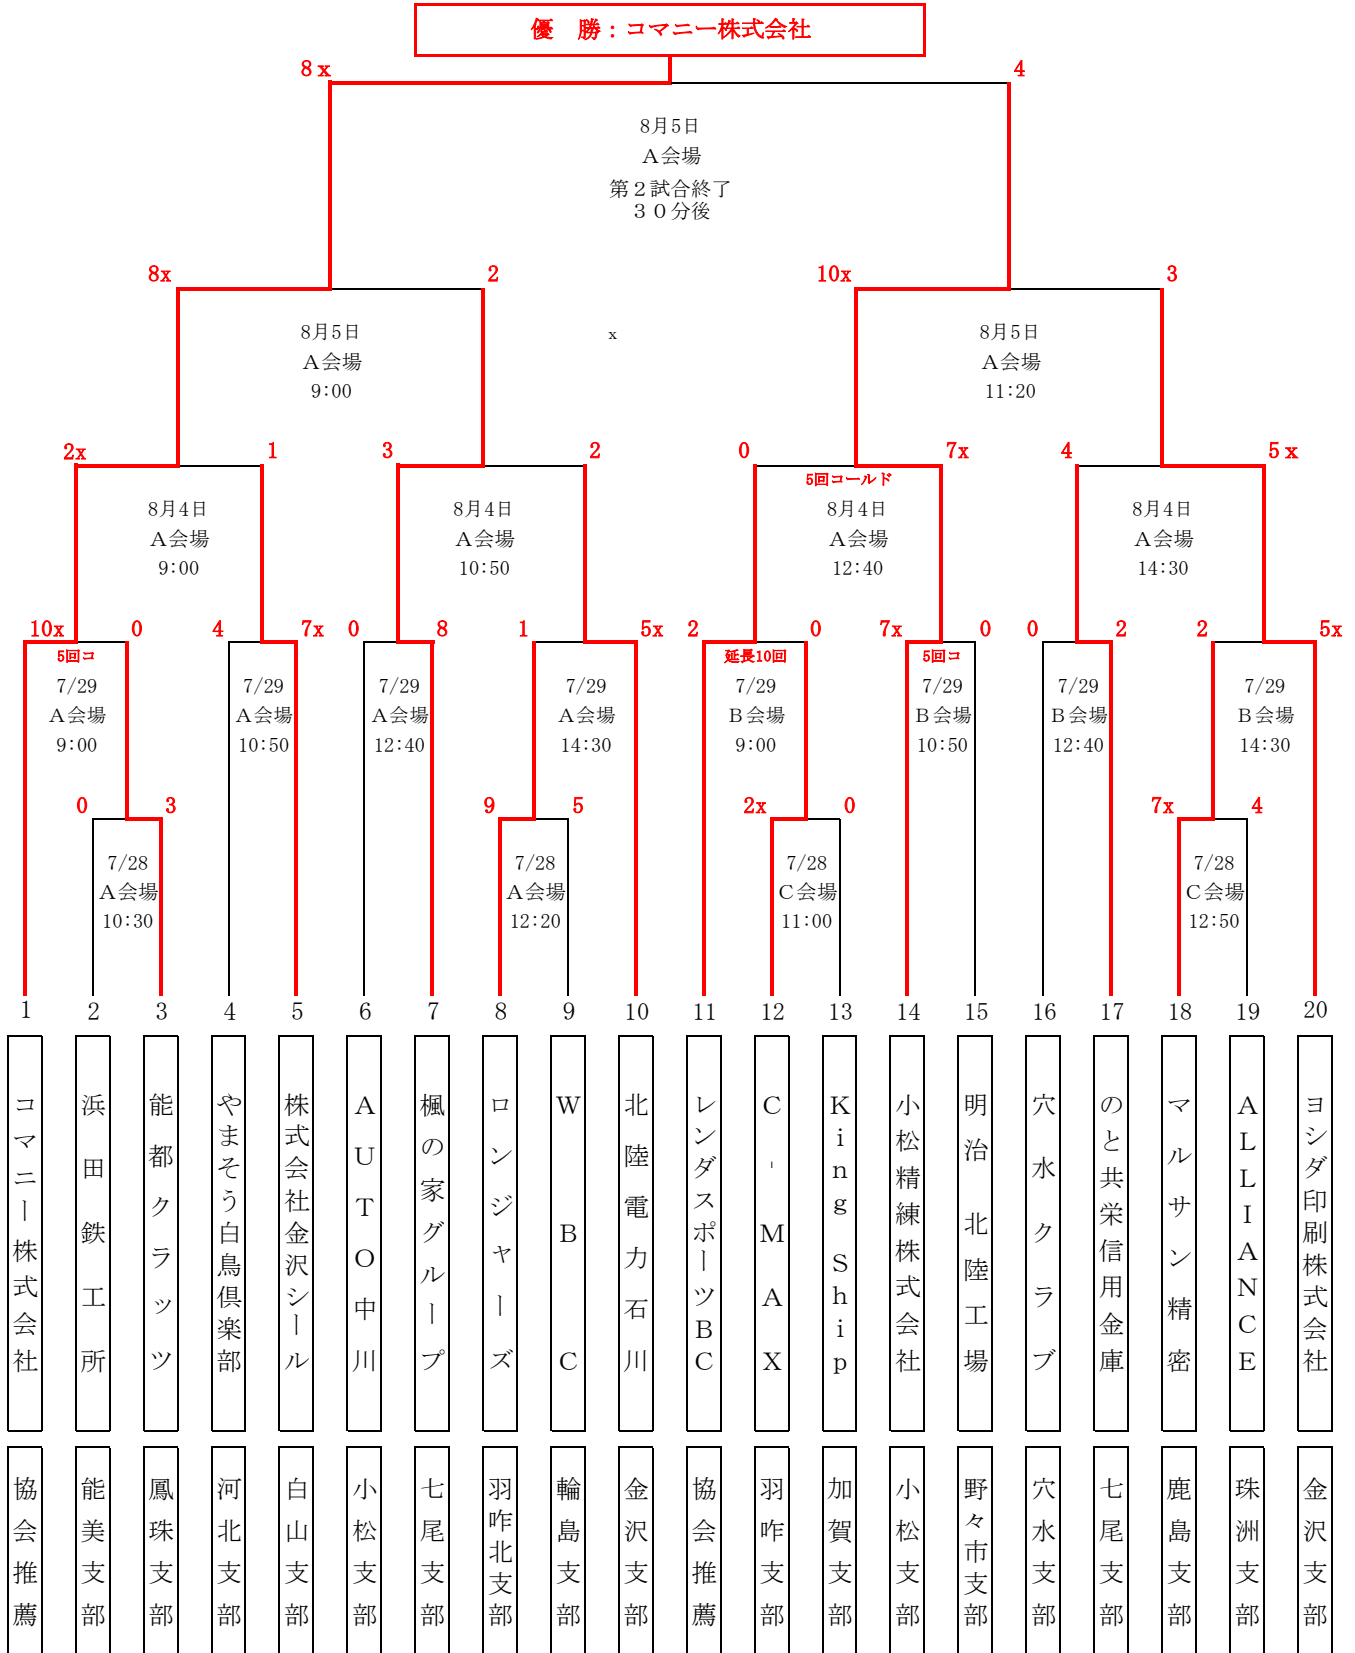 優　勝：コマニー株式会社
8ｘ
4
8月5日
Ａ会場
第２試合終了
３０分後
8x
2
10x
3
8月5日
Ａ会場
9:00
x
8月5日
Ａ会場
11:20
2x
1
3
2
0
7x
4
5ｘ
5回コールド
8月4日
Ａ会場
9:00
8月4日
Ａ会場
10:50
8月4日
Ａ会場
12:40
8月4日
Ａ会場
14:30
10x
0
4
7x
0
8
1
5x
2
0
7x
0
0
2
2
5x
5回コ
延長10回
5回コ
7/29
Ａ会場
9:00
7/29
Ａ会場
10:50
7/29
Ａ会場
12:40
7/29
Ａ会場
14:30
7/29
Ｂ会場
9:00
7/29
Ｂ会場
10:50
7/29
Ｂ会場
12:40
7/29
Ｂ会場
14:30
0
3
9
5
2x
0
7x
4
7/28
Ａ会場
10:30
7/28
Ａ会場
12:20
7/28
Ｃ会場
11:00
7/28
Ｃ会場
12:50
1
2
3
4
5
6
7
8
9
10
11
12
13
14
15
16
17
18
19
20
コマニー株式会社
浜田鉄工所
能都クラッツ
やまそう白鳥倶楽部
株式会社金沢シール
ＡＵＴＯ中川
楓の家グループ
ロンジャーズ
ＷＢＣ
北陸電力石川
レンダスポーツＢＣ
Ｃ-ＭＡＸ
Ｋｉｎｇ Ｓｈｉｐ
小松精練株式会社
明治　北陸工場
穴水クラブ
のと共栄信用金庫
マルサン精密
ＡＬＬＩＡＮＣＥ
ヨシダ印刷株式会社
協会推薦
能美支部
鳳珠支部
河北支部
白山支部
小松支部
七尾支部
羽咋北支部
輪島支部
金沢支部
協会推薦
羽咋支部
加賀支部
小松支部
野々市支部
穴水支部
七尾支部
鹿島支部
珠洲支部
金沢支部